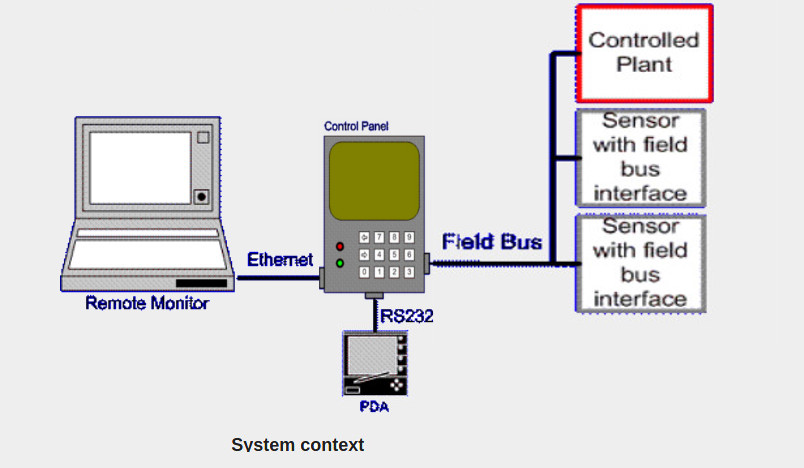 Controlled
Plant
Control Panel
Sensor
with field
bus
interface
7 8 9
4 5 6
0 1 2 3
Ethernet
Field Bus
Sensor
with field
bus
interface
Remote Monitor
RS232
PDA
System context